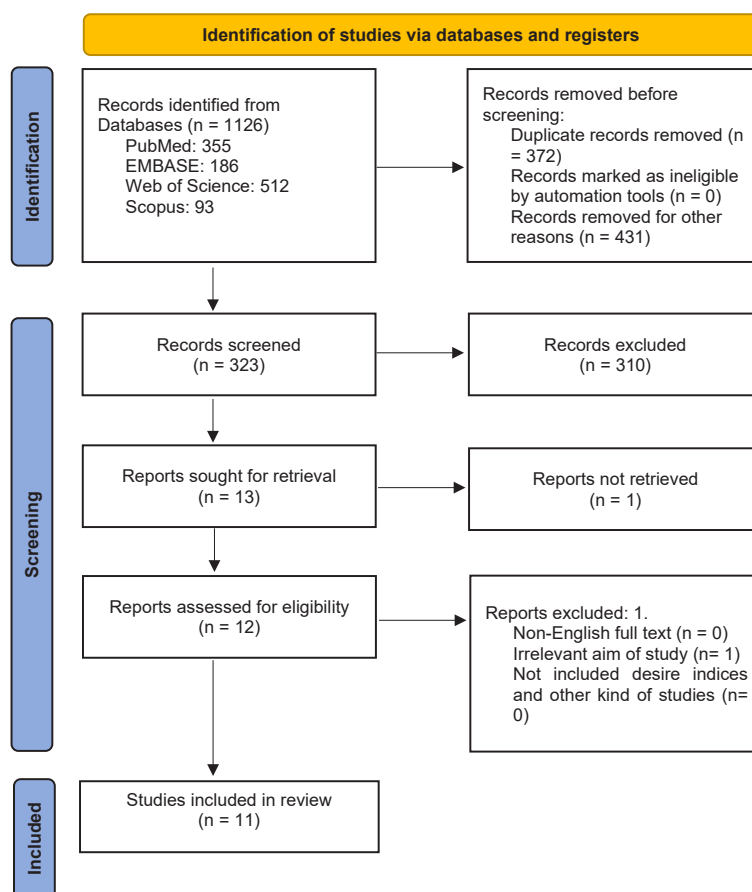 Identification of studies via databases and registers
Identification
Records identified from
Databases (n = 1126)
PubMed: 355
EMBASE: 186
Web of Science: 512
Scopus: 93
Records removed before
screening:
Duplicate records removed (n
= 372)
Records marked as ineligible
by automation tools (n = 0)
Records removed for other
reasons (n = 431)
Screening
Records screened
(n = 323)
Records excluded
(n = 310)
Reports sought for retrieval
(n = 13)
Reports not retrieved
(n = 1)
Reports assessed for eligibility
(n = 12)
Reports excluded: 1.
Non-English full text (n = 0)
Irrelevant aim of study (n= 1)
Not included desire indices
and other kind of studies (n=
0)
Included
Studies included in review
(n = 11)